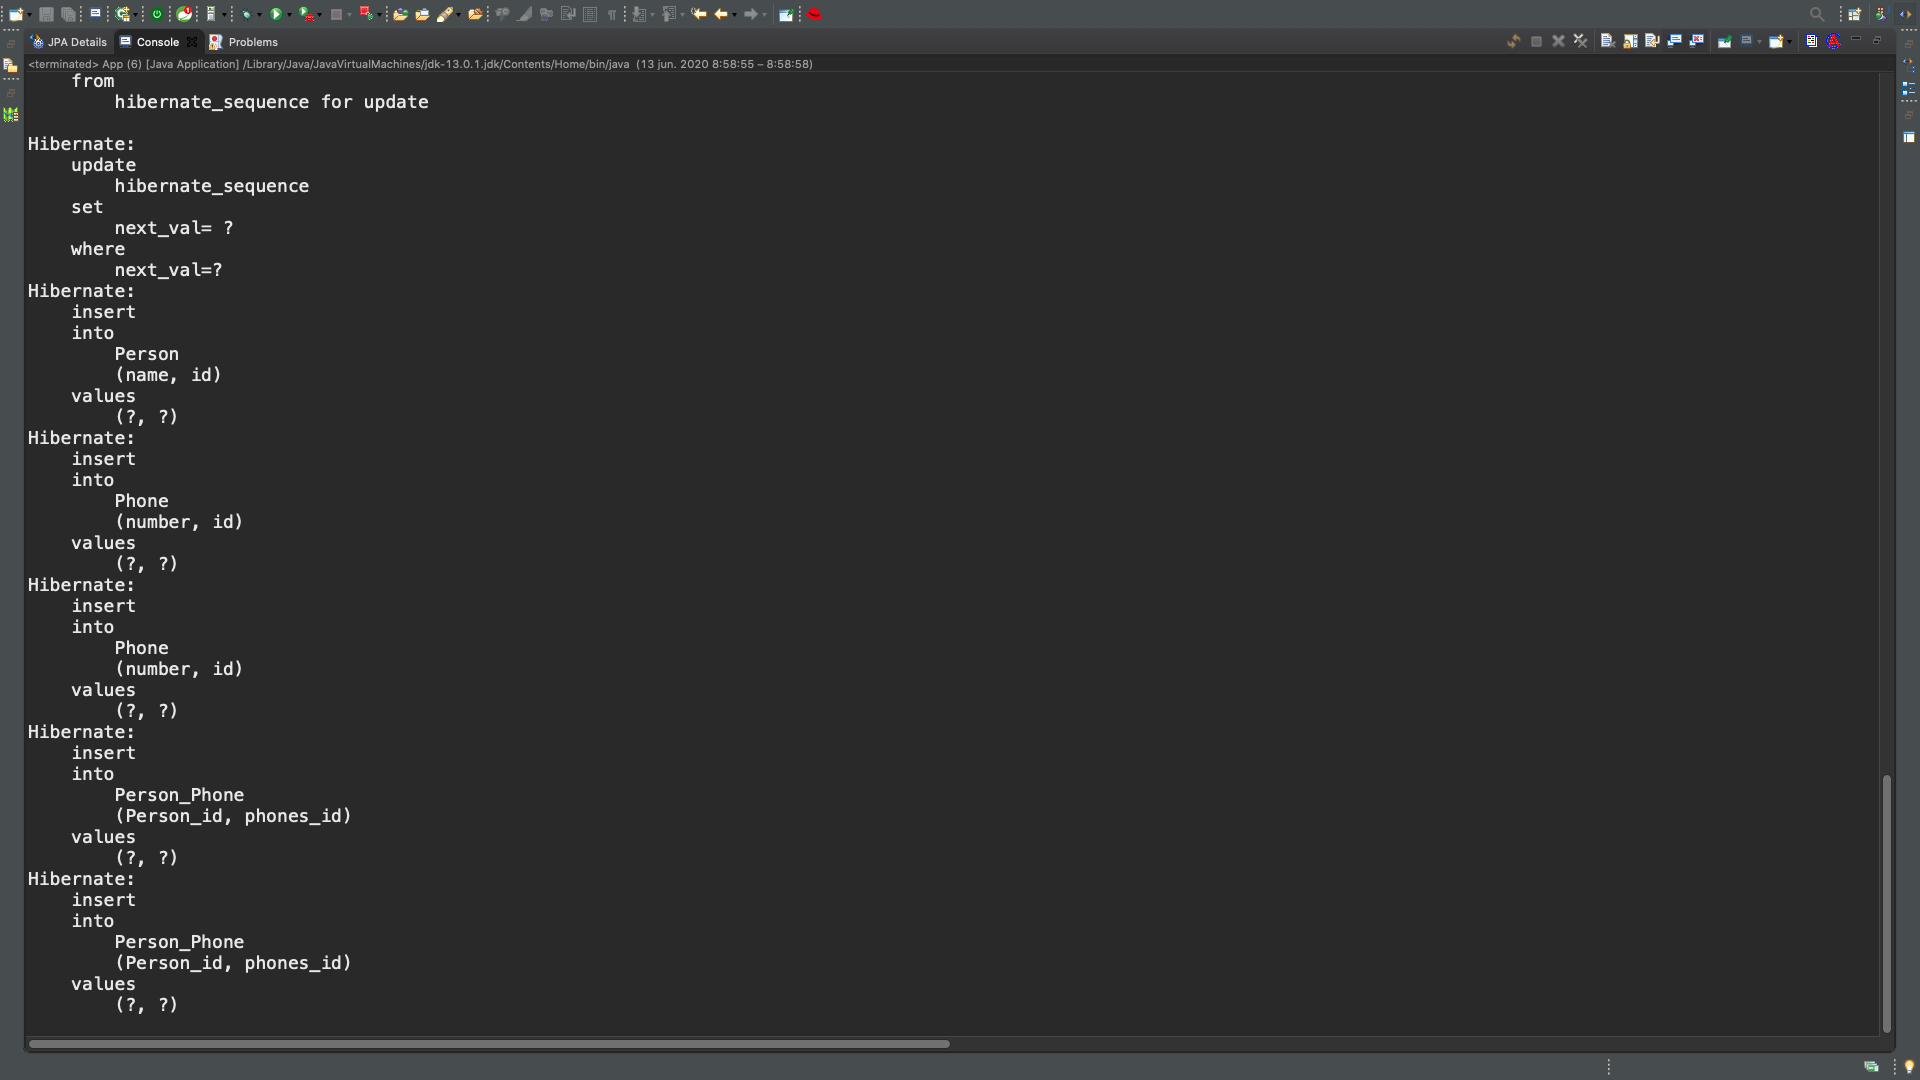 JPA Details
Console
Problems
<terminated> App (6) [Java Application] /Library/Java/JavaVirtualMachines/jdk-13.0.1.jdk/Contents/Home/bin/java  (13 jun. 2020 8:58:55 – 8:58:58)
    from
        hibernate_sequence for update

Hibernate:
    update
        hibernate_sequence
    set
        next_val= ?
    where
        next_val=?
Hibernate:
    insert
    into
        Person
        (name, id)
    values
        (?, ?)
Hibernate:
    insert
    into
        Phone
        (number, id)
    values
        (?, ?)
Hibernate:
    insert
    into
        Phone
        (number, id)
    values
        (?, ?)
Hibernate:
    insert
    into
        Person_Phone
        (Person_id, phones_id)
    values
        (?, ?)
Hibernate:
    insert
    into
        Person_Phone
        (Person_id, phones_id)
    values
        (?, ?)